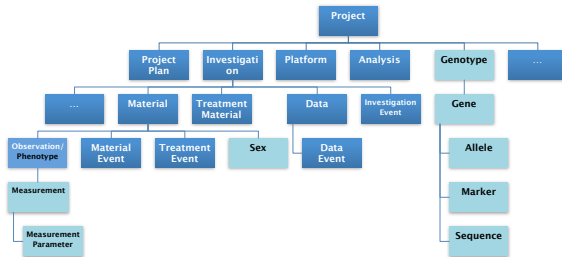 Project
Project
Plan
Investigati
on
Platform
Analysis
Genotype
...
...
Material
Treatment
Material
Data
Investigation
Event
Gene
Observation/
Phenotype
Material
Event
Treatment
Event
Sex
Data
Event
Allele
Measurement
Marker
Measurement
Parameter
Sequence